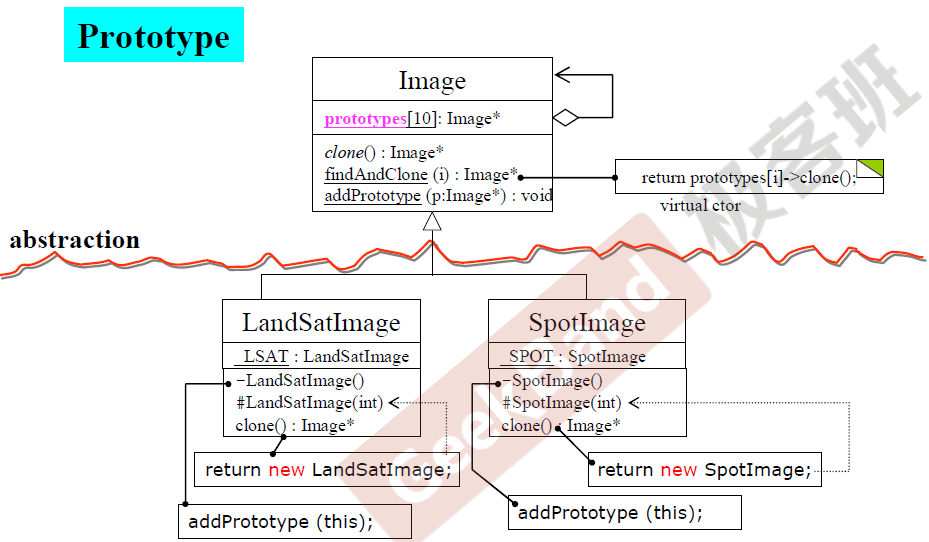 Prototype
Image
prototypes[10]: Image*
clone() : Image*
findAndClone (i) : Image*
addPrototype (p:Image*) : void
return prototypes[i]->clone();
virtual ctor
abstraction
LandSatImage
_LSAT : LandSatImage
-LandSatImage()
#LandSatImage(int)
clone() : Image*
return new LandSatImage;
addPrototype (this);
SpotImage
_SPOT : SpotImage
-SpotImage()
#SpotImage(int)
clone() : Image*
return new SpotImage;
addPrototype (this);
GeekBand
极客班